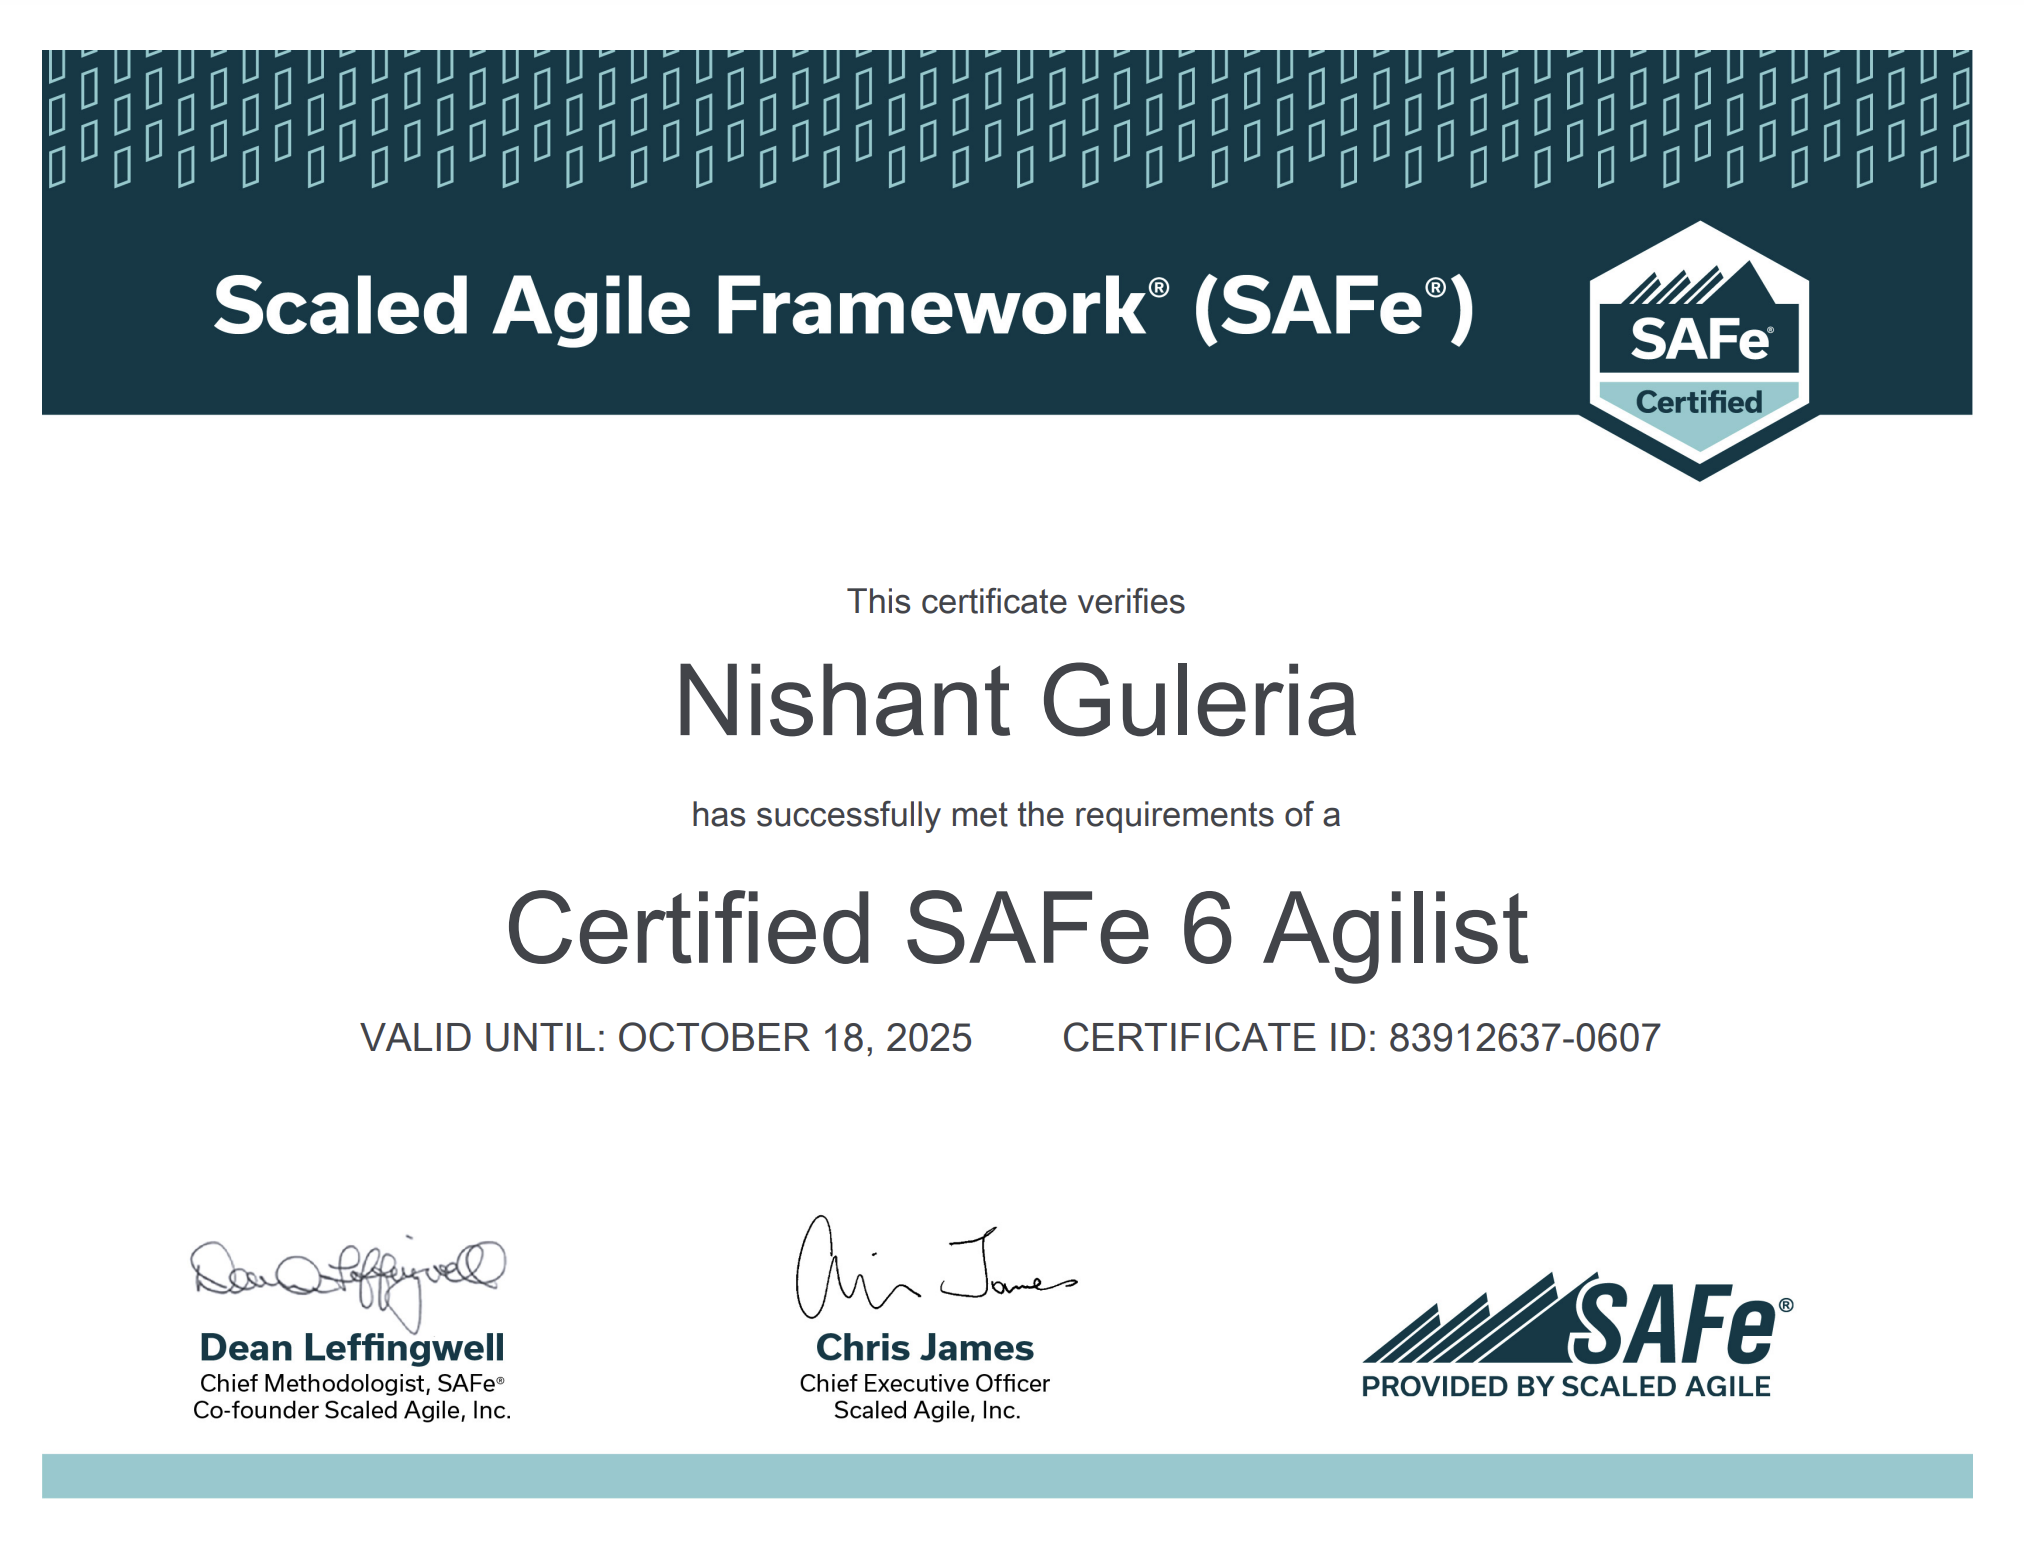 Scaled Agile Framework® (SAFe®)
SAFe®
Certified
This certificate verifies
Nishant Guleria
has successfully met the requirements of a
Certified SAFe 6 Agilist
VALID UNTIL: OCTOBER 18, 2025 CERTIFICATE ID: 83912637-0607
Dean Leffingwell
Dean Leffingwell
Chief Methodologist, SAFe®
Co-founder Scaled Agile, Inc.
Chris James
Chris James
Chief Executive Officer
Scaled Agile, Inc.
SAFe®
PROVIDED BY SCALED AGILE